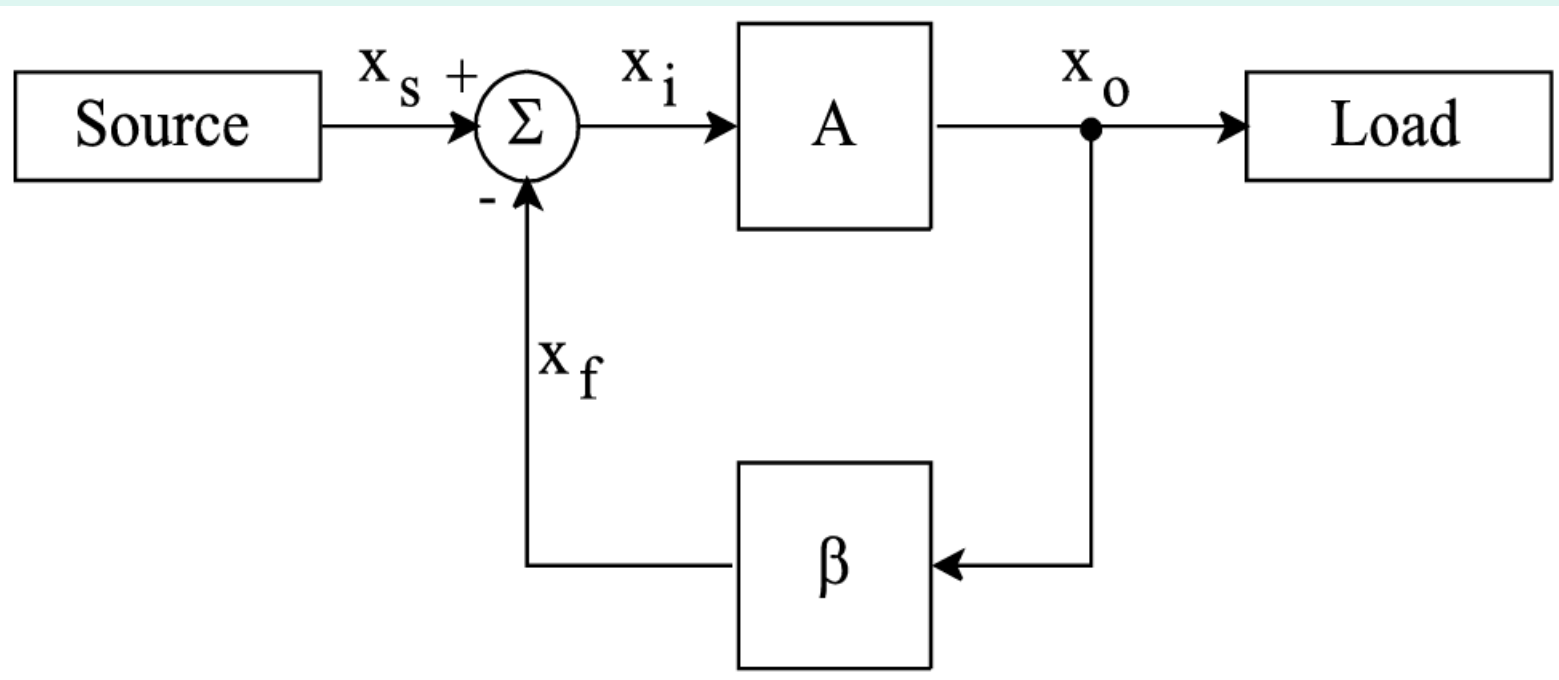 Source
x s +
Σ
x i
A
x o
Load
-
x f
β